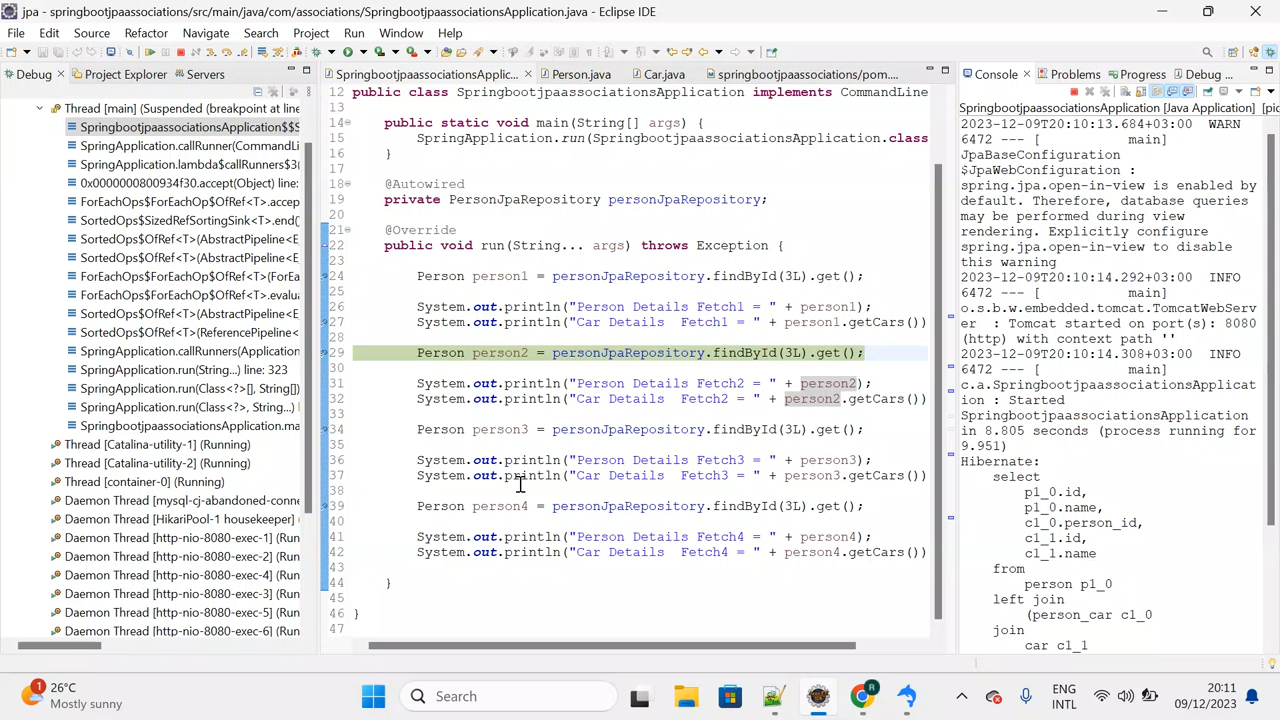 jpa - springbootjpaassociations/src/main/java/com/associations/SpringbootjpaassociationsApplication.java - Eclipse IDE
File Edit Source Refactor Navigate Search Project Run Window Help
Debug Project Explorer Servers
Thread [main] (Suspended (breakpoint at line
SpringbootjpaassociationsApplication$$S
SpringApplication.callRunner(CommandLi
SpringApplication.lambda$callRunners$3(
0x0000000800934f30.accept(Object) line:
ForEachOps$ForEachOp$OfRef<T>.accep
SortedOps$SizedRefSortingSink<T>.end(
SortedOps$OfRef<T>(AbstractPipeline<E_
SortedOps$OfRef<T>(AbstractPipeline<E_
ForEachOps$ForEachOp$OfRef<T>(ForEa
ForEachOps$ForEachOp$OfRef<T>.evalua
SortedOps$OfRef<T>(AbstractPipeline<E_
SortedOps$OfRef<T>(ReferencePipeline<
SpringApplication.callRunners(Applicatio
SpringApplication.run(String...) line: 323
SpringApplication.run(Class<?>[], String[])
SpringApplication.run(Class<?>, String...)
SpringbootjpaassociationsApplication.ma
Thread [Catalina-utility-1] (Running)
Thread [Catalina-utility-2] (Running)
Thread [container-0] (Running)
Daemon Thread [mysql-cj-abandoned-conne
Daemon Thread [HikariPool-1 housekeeper] (
Daemon Thread [http-nio-8080-exec-1] (Run
Daemon Thread [http-nio-8080-exec-2] (Run
Daemon Thread [http-nio-8080-exec-4] (Run
Daemon Thread [http-nio-8080-exec-3] (Run
Daemon Thread [http-nio-8080-exec-5] (Run
Daemon Thread [http-nio-8080-exec-6] (Run
SpringbootjpaassociationsApplic... Person.java Car.java springbootjpaassociations/pom....
12 public class SpringbootjpaassociationsApplication implements CommandLine
13
14 public static void main(String[] args) {
15 SpringApplication.run(SpringbootjpaassociationsApplication.class
16 }
17
18 @Autowired
19 private PersonJpaRepository personJpaRepository;
20
21 @Override
22 public void run(String... args) throws Exception {
23
24 Person person1 = personJpaRepository.findById(3L).get();
25
26 System.out.println("Person Details Fetch1 = " + person1);
27 System.out.println("Car Details Fetch1 = " + person1.getCars())
28
29 Person person2 = personJpaRepository.findById(3L).get();
30
31 System.out.println("Person Details Fetch2 = " + person2);
32 System.out.println("Car Details Fetch2 = " + person2.getCars())
33
34 Person person3 = personJpaRepository.findById(3L).get();
35
36 System.out.println("Person Details Fetch3 = " + person3);
37 System.out.println("Car Details Fetch3 = " + person3.getCars())
38
39 Person person4 = personJpaRepository.findById(3L).get();
40
41 System.out.println("Person Details Fetch4 = " + person4);
42 System.out.println("Car Details Fetch4 = " + person4.getCars())
43
44 }
45
46 }
47
Console Problems Progress Debug ...
SpringbootjpaassociationsApplication [Java Application] [pid
2023-12-09T20:10:13.684+03:00 WARN
6472 --- [ main]
JpaBaseConfiguration
$JpaWebConfiguration :
spring.jpa.open-in-view is enabled by
default. Therefore, database queries
may be performed during view
rendering. Explicitly configure
spring.jpa.open-in-view to disable
this warning
2023-12-09T20:10:14.292+03:00 INFO
6472 --- [ main]
o.s.b.w.embedded.tomcat.TomcatWebServ
er : Tomcat started on port(s): 8080
(http) with context path ''
2023-12-09T20:10:14.308+03:00 INFO
6472 --- [ main]
c.a.SpringbootjpaassociationsApplicat
ion : Started
SpringbootjpaassociationsApplication
in 8.805 seconds (process running for
9.951)
Hibernate:
select
p1_0.id,
p1_0.name,
c1_0.person_id,
c1_1.id,
c1_1.name
from
person p1_0
left join
(person_car c1_0
join
car c1_1
1
26°C
Mostly sunny
Search
R
ENG
INTL
20:11
09/12/2023